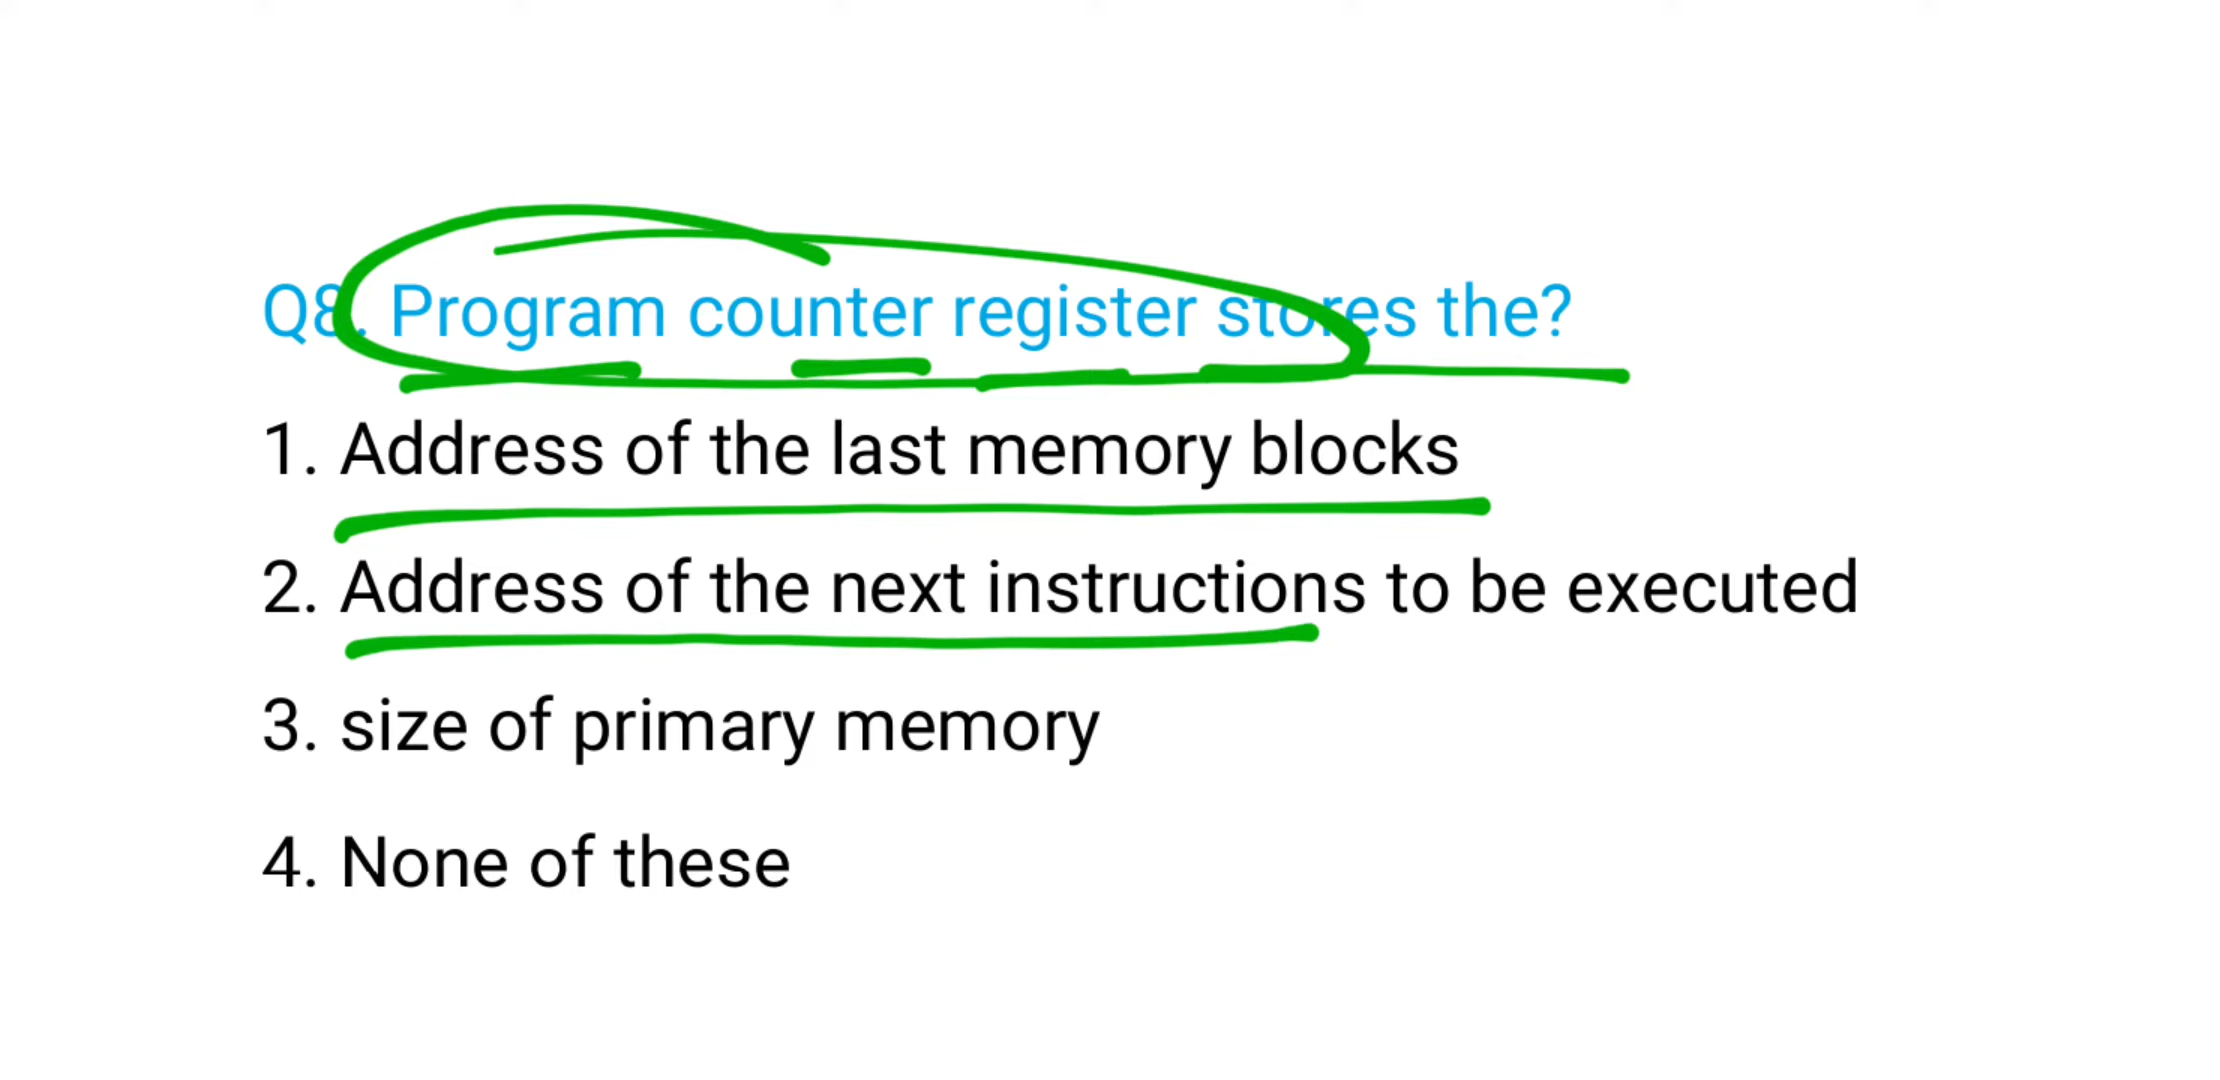 Q8. Program counter register stores the?
1. Address of the last memory blocks
2. Address of the next instructions to be executed
3. size of primary memory
4. None of these